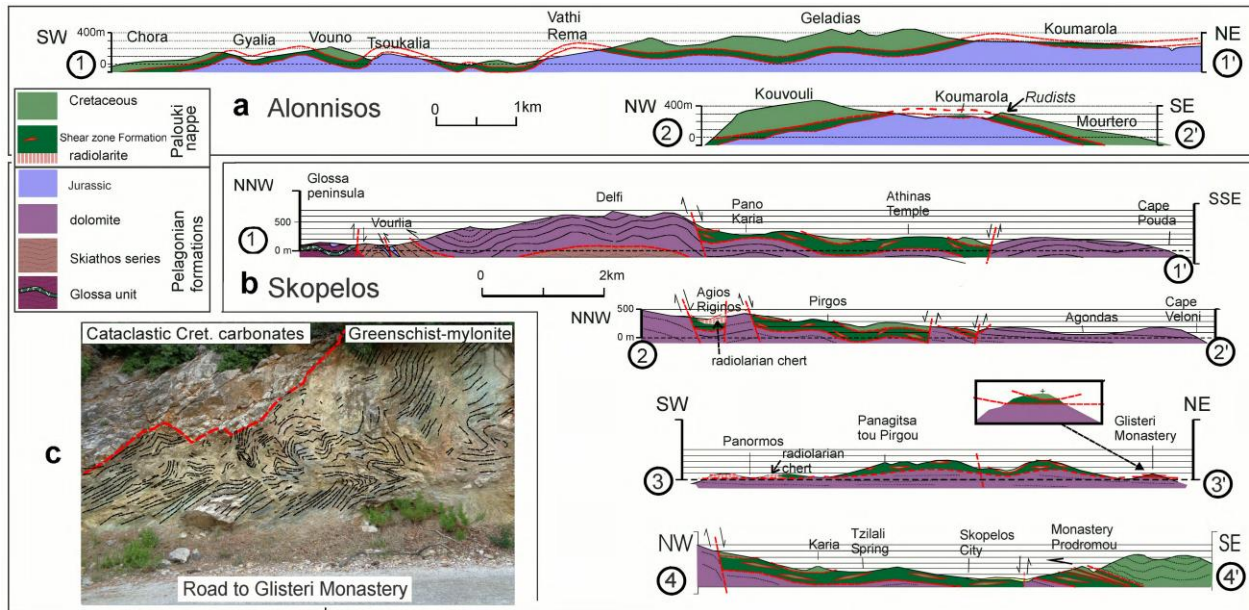 SW
400m
0
1
Chora
Gyalia
Vouno
Tsoukalia
Vathi
Rema
Geladias
Koumarola
NE
1'
a Alonnisos
0 1km
NW
400m
0
2
Kouvouli
Koumarola
Rudists
Mourtero
SE
2'
Cretaceous
Shear zone Formation
radiolarite
Palouki
nappe
Jurassic
dolomite
Skiathos series
Glossa unit
Pelagonian
formations
NNW
Glossa
peninsula
500
0 m
1
Vourlia
Delfi
Pano
Karia
Athinas
Temple
Cape
Pouda
SSE
1'
b Skopelos
0 2km
NNW
500
0 m
2
Agios
Riginos
radiolarian chert
Pirgos
Agondas
Cape
Veloni
2'
SW
3
Panormos
radiolarian
chert
Panagitsa
tou Pirgou
Glisteri
Monastery
NE
3'
NW
4
Karia
Tzilali
Spring
Skopelos
City
Monastery
Prodromou
SE
4'
c
Cataclastic Cret. carbonates
Greenschist-mylonite
Road to Glisteri Monastery